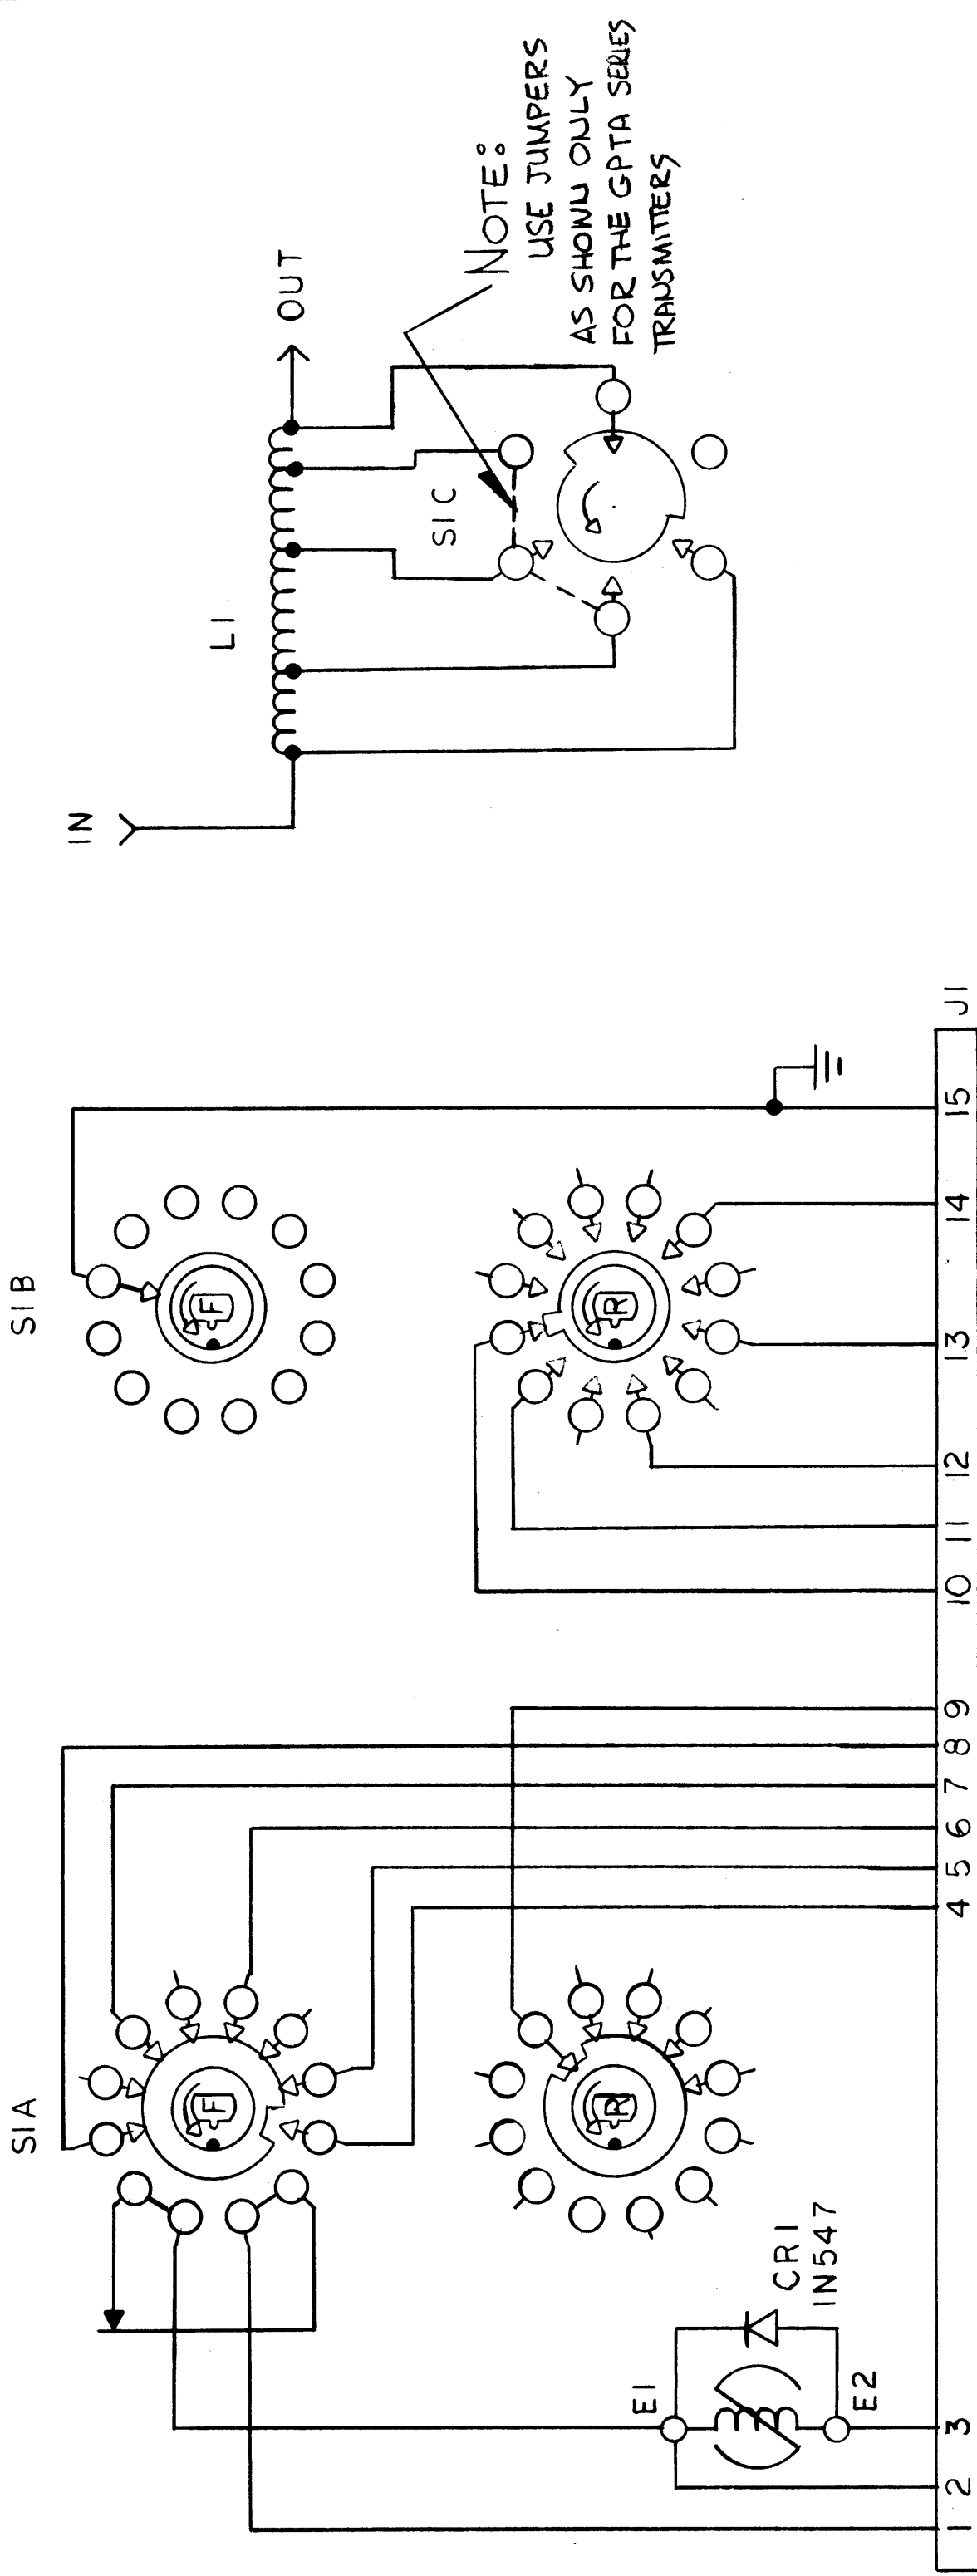 S1A
S1B
IN
L1
OUT
S1C
NOTE:
USE JUMPERS
AS SHOWN ONLY
FOR THE GPTA SERIES
TRANSMITTERS
F
F
R
R
E1
E2
CR1
1N547
1 2 3 4 5 6 7 8 9 10 11 12 13 14 15 J1